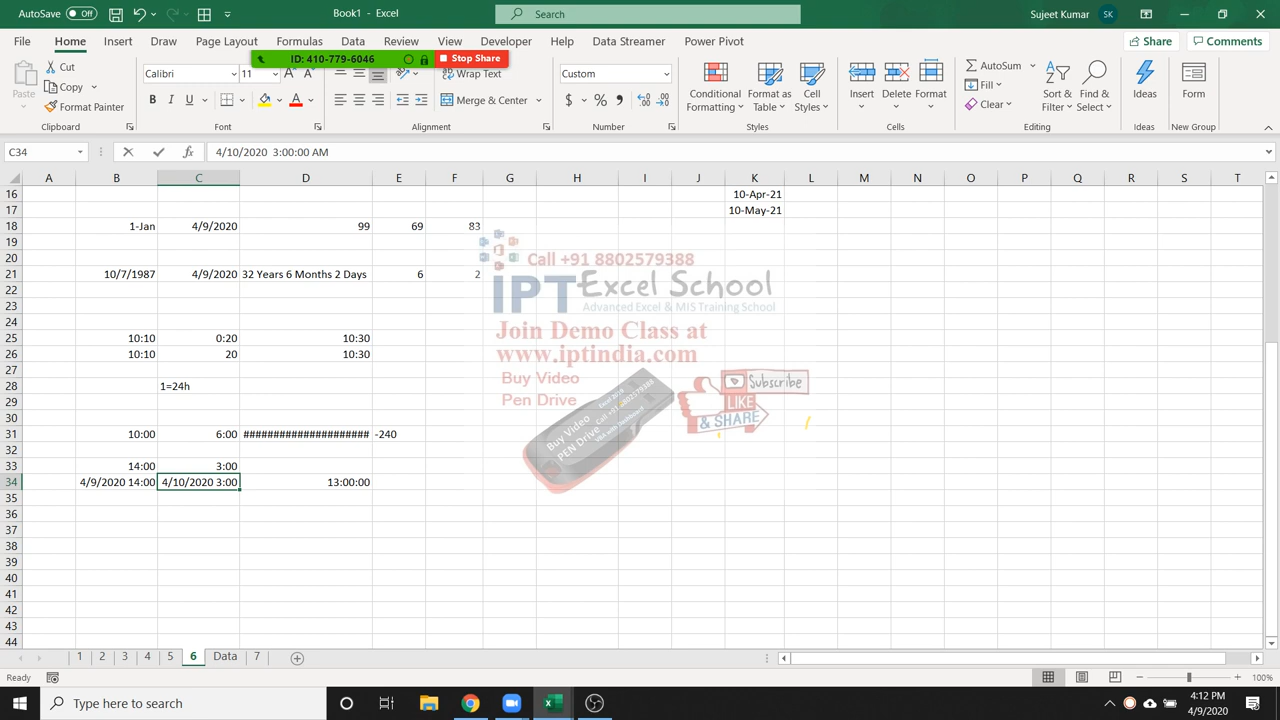 AutoSave Off
Book1 - Excel
Search
Sujeet Kumar SK
File Home Insert Draw Page Layout Formulas Data Review View Developer Help Data Streamer Power Pivot
Share Comments
ID: 410-779-6046 Stop Share
Paste
Cut
Copy
Format Painter
Clipboard
Calibri 11
B I U
Font
Wrap Text
Merge & Center
Alignment
Custom
$ % 9
Number
Conditional Formatting
Format as Table
Cell Styles
Styles
Insert Delete Format
Cells
AutoSum
Fill
Clear
Sort & Filter
Find & Select
Editing
Ideas
Ideas
Form
New Group
C34 fx 4/10/2020 3:00:00 AM
A B C D E F G H I J K L M N O P Q R S T
16 10-Apr-21
17 10-May-21
18 1-Jan 4/9/2020 99 69 83
19
20
21 10/7/1987 4/9/2020 32 Years 6 Months 2 Days 6 2
22
23
24
25 10:10 0:20 10:30
26 10:10 20 10:30
27
28 1=24h
29
30
31 10:00 6:00 #################### -240
32
33 14:00 3:00
34 4/9/2020 14:00 4/10/2020 3:00 13:00:00
35
36
37
38
39
40
41
42
43
44
Call +91 8802579388
IPT Excel School
Advanced Excel & MIS Training School
Join Demo Class at
www.iptindia.com
Buy Video
Pen Drive
Subscribe
LIKE
& SHARE
Buy Video
PEN Drive
1 2 3 4 5 6 Data 7
Ready
100%
Type here to search
4:12 PM
4/9/2020